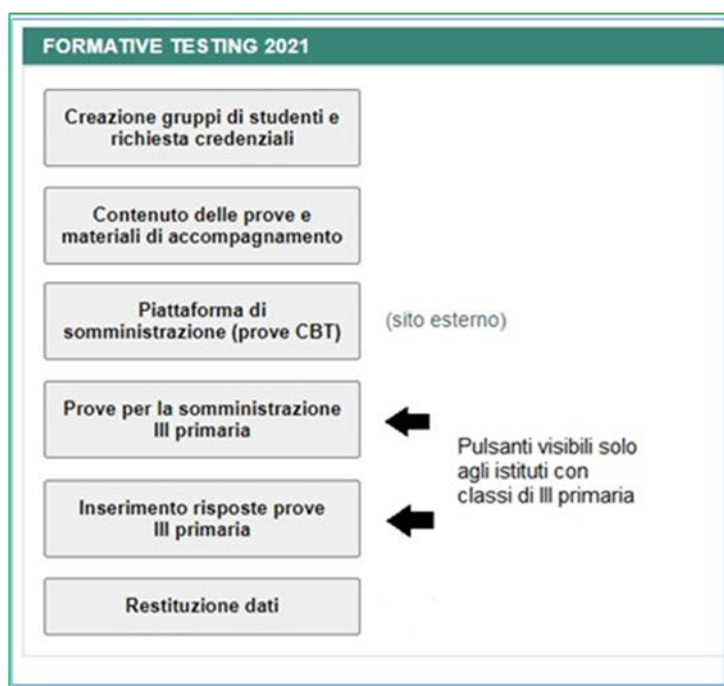 FORMATIVE TESTING 2021
Creazione gruppi di studenti e
richiesta credenziali
Contenuto delle prove e
materiali di accompagnamento
Piattaforma di
somministrazione (prove CBT)
(sito esterno)
Prove per la somministrazione
III primaria
Pulsanti visibili solo
agli istituti con
classi di III primaria
Inserimento risposte prove
III primaria
Restituzione dati